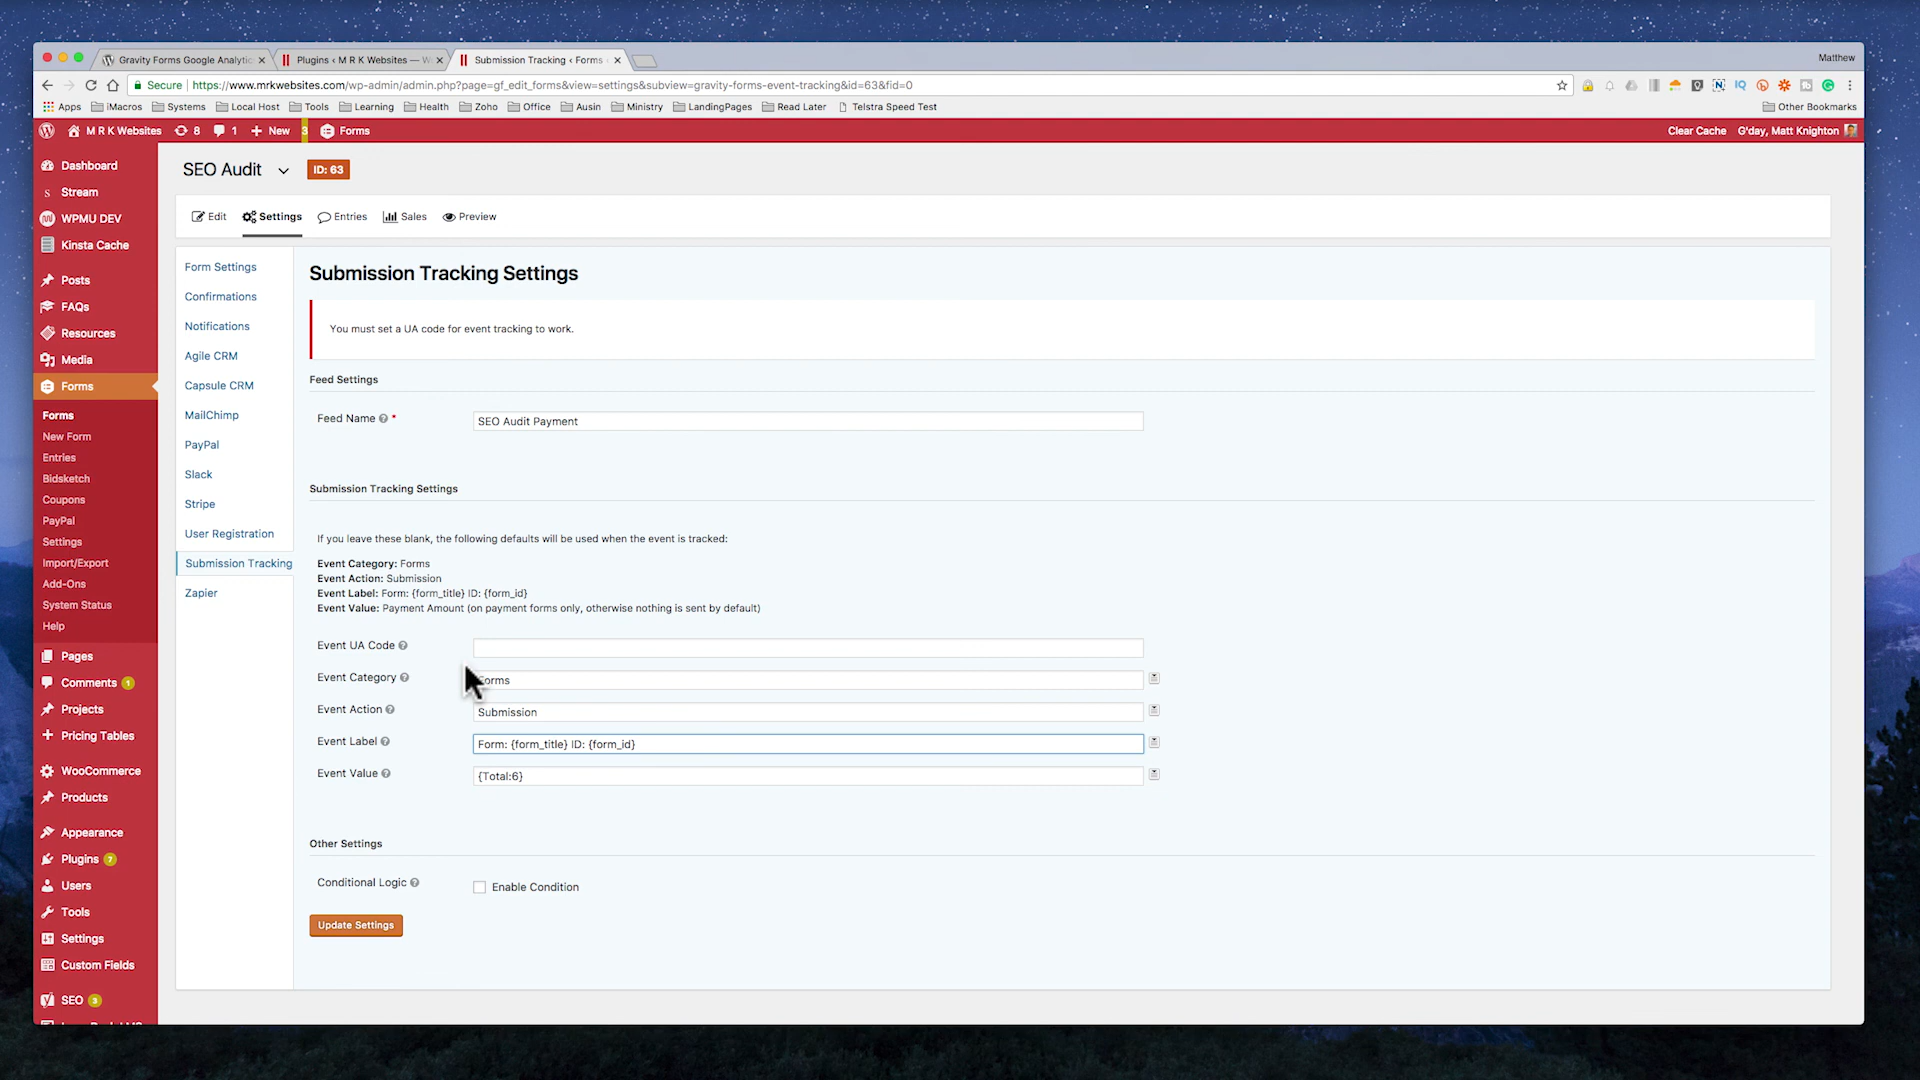 Gravity Forms Google Analytic
Plugins ‹ M R K Websites — W
Submission Tracking ‹ Forms
Matthew
Secure
https://www.mrkwebsites.com/wp-admin/admin.php?page=gf_edit_forms&view=settings&subview=gravity-forms-event-tracking&id=63&fid=0
Apps iMacros Systems Local Host Tools Learning Health Zoho Office Ausin Ministry LandingPages Read Later Telstra Speed Test Other Bookmarks
M R K Websites 8 1 New 3 Forms Clear Cache G'day, Matt Knighton
Dashboard
Stream
WPMU DEV
Kinsta Cache
Posts
FAQs
Resources
Media
Forms
Forms
New Form
Entries
Bidsketch
Coupons
PayPal
Settings
Import/Export
Add-Ons
System Status
Help
Pages
Comments 1
Projects
Pricing Tables
WooCommerce
Products
Appearance
Plugins 7
Users
Tools
Settings
Custom Fields
SEO 3
SEO Audit ID: 63
Edit Settings Entries Sales Preview
Form Settings
Confirmations
Notifications
Agile CRM
Capsule CRM
MailChimp
PayPal
Slack
Stripe
User Registration
Submission Tracking
Zapier
Submission Tracking Settings
You must set a UA code for event tracking to work.
Feed Settings
Feed Name * SEO Audit Payment
Submission Tracking Settings
If you leave these blank, the following defaults will be used when the event is tracked:
Event Category: Forms
Event Action: Submission
Event Label: Form: {form_title} ID: {form_id}
Event Value: Payment Amount (on payment forms only, otherwise nothing is sent by default)
Event UA Code
Event Category Forms
Event Action Submission
Event Label Form: {form_title} ID: {form_id}
Event Value {Total:6}
Other Settings
Conditional Logic Enable Condition
Update Settings